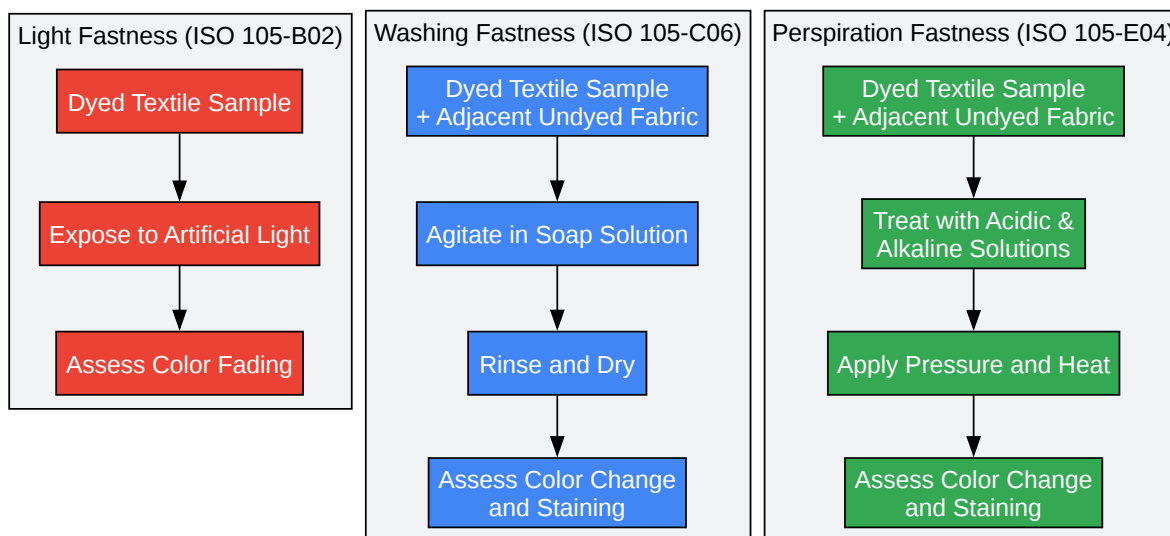 Light Fastness (ISO 105-B02)
Dyed Textile Sample
Expose to Artificial Light
Assess Color Fading
Washing Fastness (ISO 105-C06)
Dyed Textile Sample
+ Adjacent Undyed Fabric
Agitate in Soap Solution
Rinse and Dry
Assess Color Change
and Staining
Perspiration Fastness (ISO 105-E04)
Dyed Textile Sample
+ Adjacent Undyed Fabric
Treat with Acidic &
Alkaline Solutions
Apply Pressure and Heat
Assess Color Change
and Staining